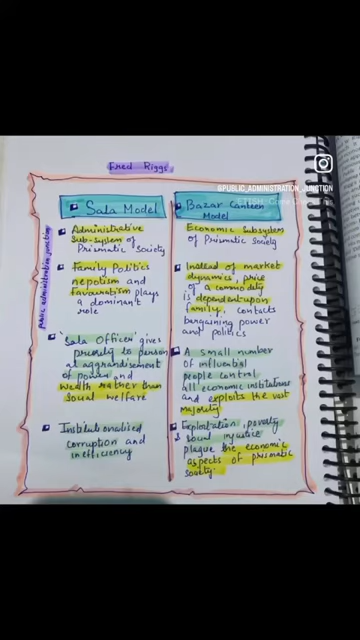 Fred Riggs
@PUBLIC_ADMINISTRATION_JUNCTION
public administration junction
Sala Model
Administrative
Sub-system of
Prismatic Society
Family Politics
nepotism and
favouratism plays
a dominant
role
'Sala Officer' gives
priority to person
al aggrandisement
of power and
wealth rather than
social welfare
Institutionalized
corruption and
inefficiency
Bazar Canteen
Model
Economic Subsystem
of Prismatic Society
Instead of market
dynamics, price
of a commodity
is dependent upon
family, contacts
bargaining power
and politics
A small number
of influential
people control
all economic institutions
and exploits the vast
majority
Exploitation, poverty
& social injustice
plague the economic
aspects of prismatic
society.